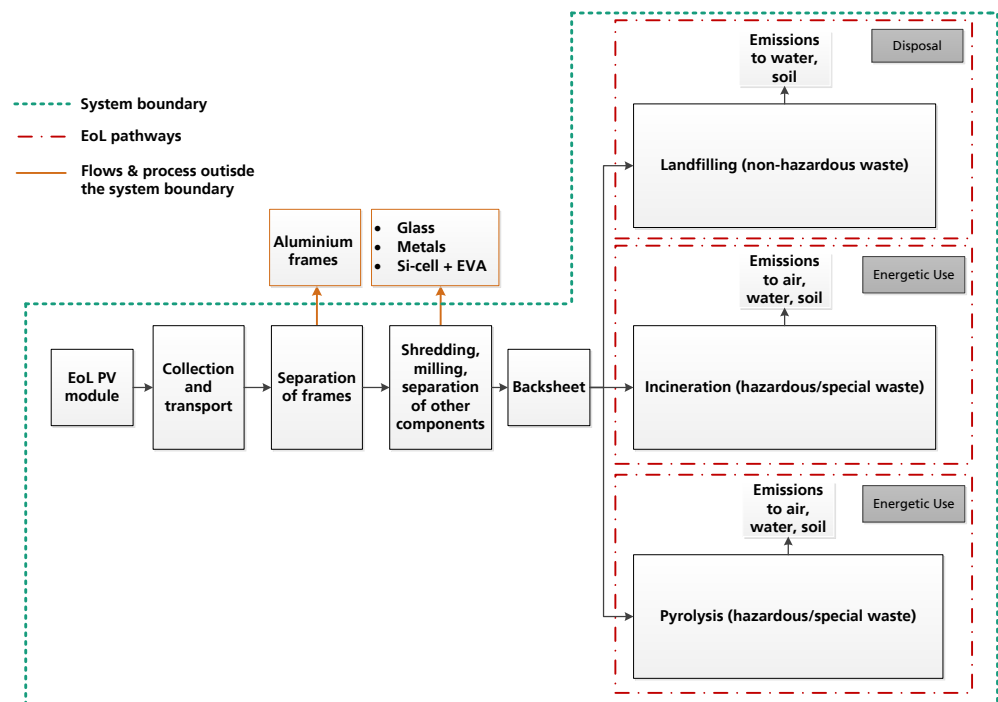 System boundary
EoL pathways
Flows & process outisde
the system boundary
Aluminium
frames
• Glass
• Metals
• Si-cell + EVA
EoL PV
module
Collection
and
transport
Separation
of frames
Shredding,
milling,
separation
of other
components
Backsheet
Emissions
to water,
soil
Disposal
Landfilling (non-hazardous waste)
Emissions
to air,
water, soil
Energetic Use
Incineration (hazardous/special waste)
Emissions
to air,
water, soil
Energetic Use
Pyrolysis (hazardous/special waste)